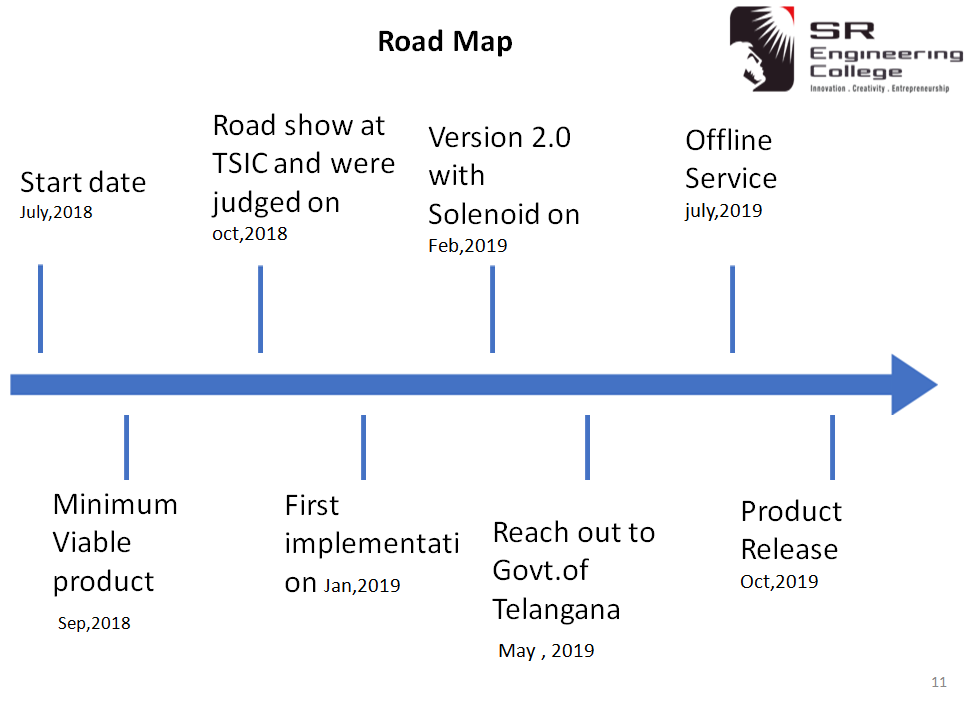 Road Map
SR
Engineering
College
Innovation . Creativity . Entrepreneurship
Start date
July,2018
Road show at
TSIC and were
judged on
oct,2018
Version 2.0
with
Solenoid on
Feb,2019
Offline
Service
july,2019
Minimum
Viable
product
Sep,2018
First
implementati
on Jan,2019
Reach out to
Govt.of
Telangana
May , 2019
Product
Release
Oct,2019
11